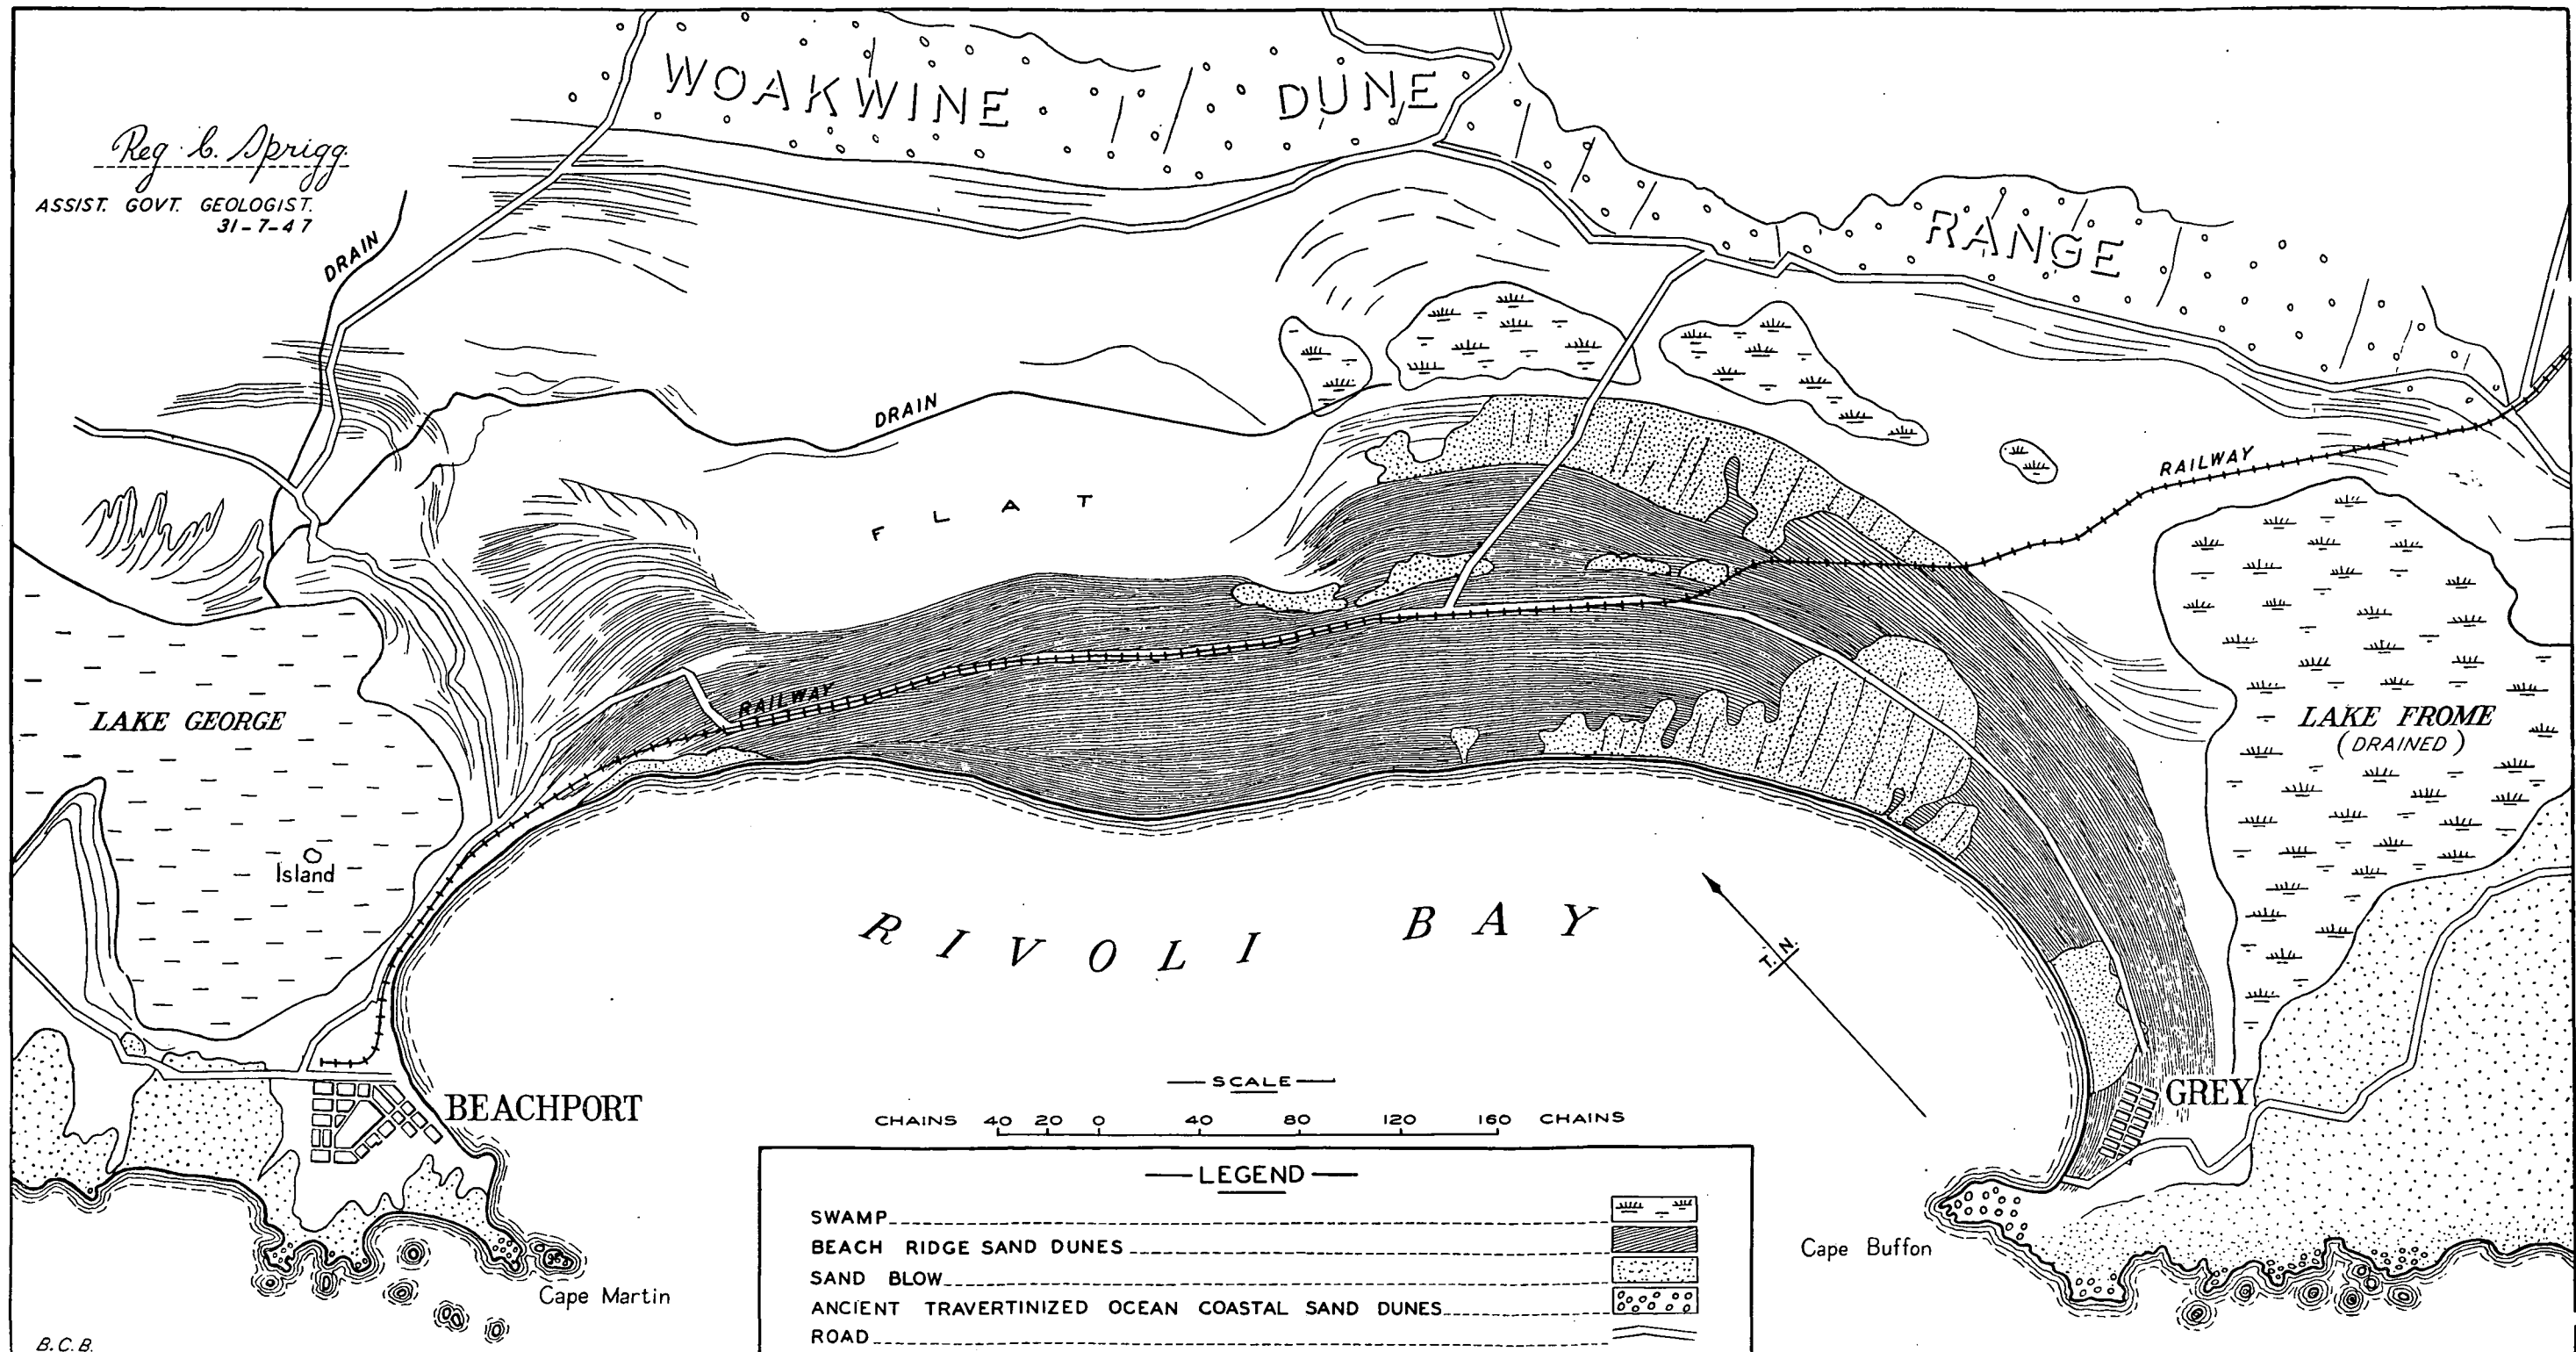 WOAKWINE DUNE RANGE
Reg. C. Sprigg.
ASSIST. GOVT. GEOLOGIST.
31-7-47
DRAIN
DRAIN
RAILWAY
FLAT
RAILWAY
LAKE GEORGE
LAKE FROME
(DRAINED)
Island
RIVOLI BAY
T.N.
BEACHPORT
GREY
SCALE
CHAINS 40 20 0 40 80 120 160 CHAINS
LEGEND
SWAMP
BEACH RIDGE SAND DUNES
SAND BLOW
ANCIENT TRAVERTINIZED OCEAN COASTAL SAND DUNES
ROAD
Cape Buffon
Cape Martin
B.C.B.